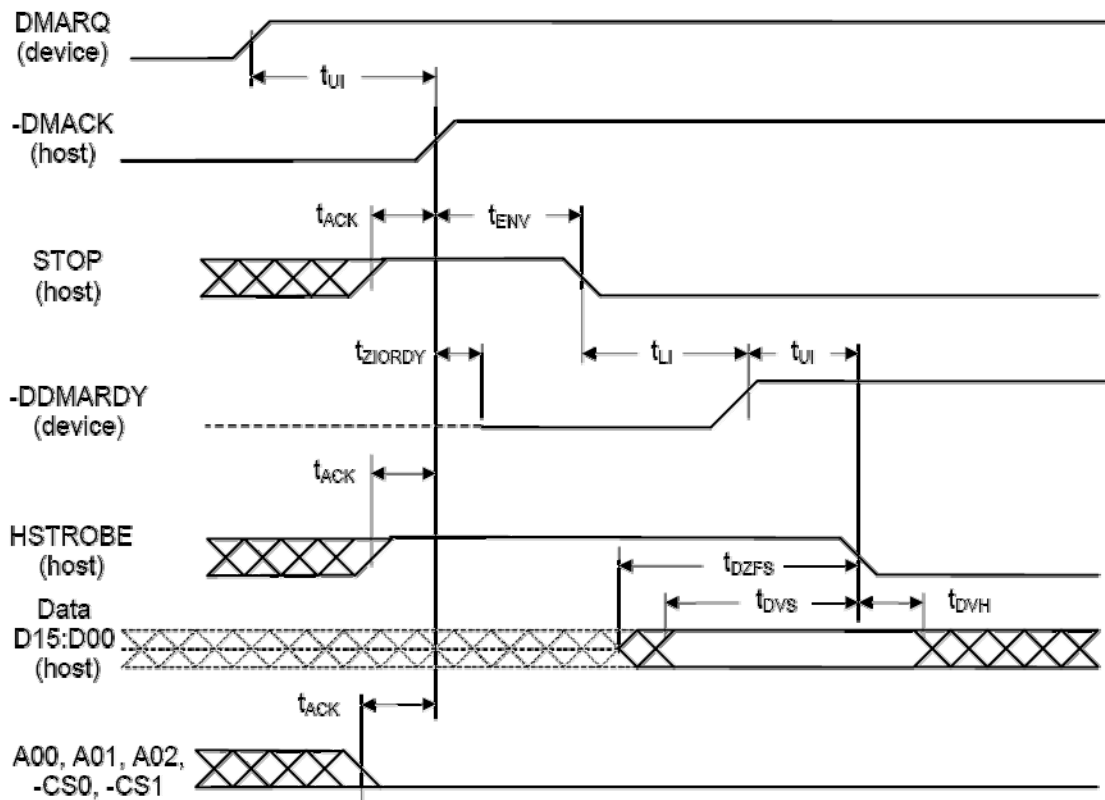 DMARQ
(device)
tUI
-DMACK
(host)
tACK
tENV
STOP
(host)
tZIORDY
tLI
tUI
-DDMARDY
(device)
tACK
HSTROBE
(host)
tDZFS
Data
tDVS
tDVH
D15:D00
(host)
tACK
A00, A01, A02,
-CS0, -CS1